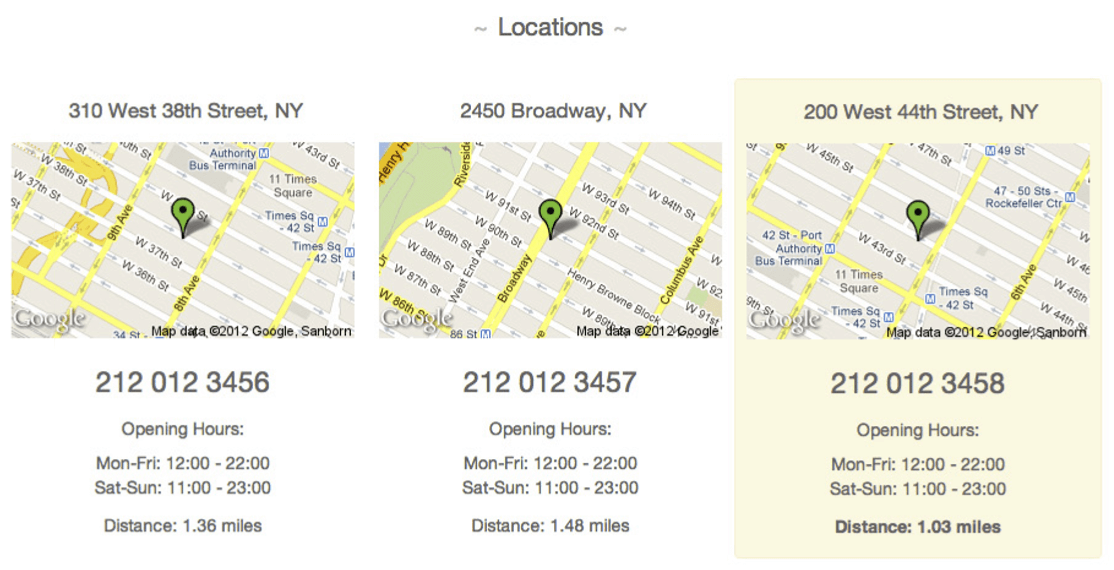 ~ Locations ~
310 West 38th Street, NY
W 40th St
W 38th St
W 37th St
Authority
Bus Terminal
W 43rd St
11 Times
Square
Times Sq
- 42 St
Times Sq
- 42 St
9th Ave
W 37th St
W 36th St
8th Ave
34 St -
Google
Map data ©2012 Google, Sanborn
212 012 3456
Opening Hours:
Mon-Fri: 12:00 - 22:00
Sat-Sun: 11:00 - 23:00
Distance: 1.36 miles
2450 Broadway, NY
Riverside
W 91st St
W 90th St
W 89th St
W 88th St
W 87th St
W 86th St
W 93rd St
W 94th St
W 92nd St
West End Ave
Broadway
Columbus Ave
Henry Browne Block
W 91st
W 89th
86 St
Google
Map data ©2012 Google
212 012 3457
Opening Hours:
Mon-Fri: 12:00 - 22:00
Sat-Sun: 11:00 - 23:00
Distance: 1.48 miles
200 West 44th Street, NY
W 45th St
W 47th St
49 St
47 - 50 Sts -
Rockefeller Ctr
42 St - Port
Authority
Bus Terminal
W 43rd St
11 Times
Square
Times Sq
- 42 St
Times Sq
- 42 St
6th Ave
W 45th
W 44th St
Google
Map data ©2012 Google, Sanborn
212 012 3458
Opening Hours:
Mon-Fri: 12:00 - 22:00
Sat-Sun: 11:00 - 23:00
Distance: 1.03 miles